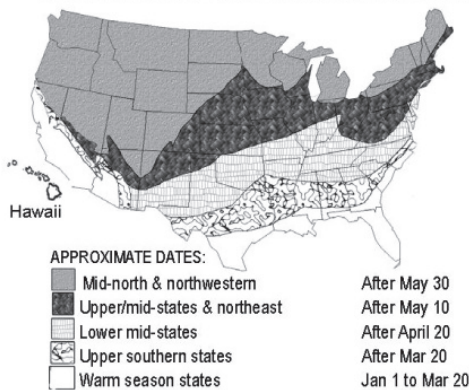 Hawaii
APPROXIMATE DATES:
Mid-north & northwestern After May 30
Upper/mid-states & northeast After May 10
Lower mid-states After April 20
Upper southern states After Mar 20
Warm season states Jan 1 to Mar 20